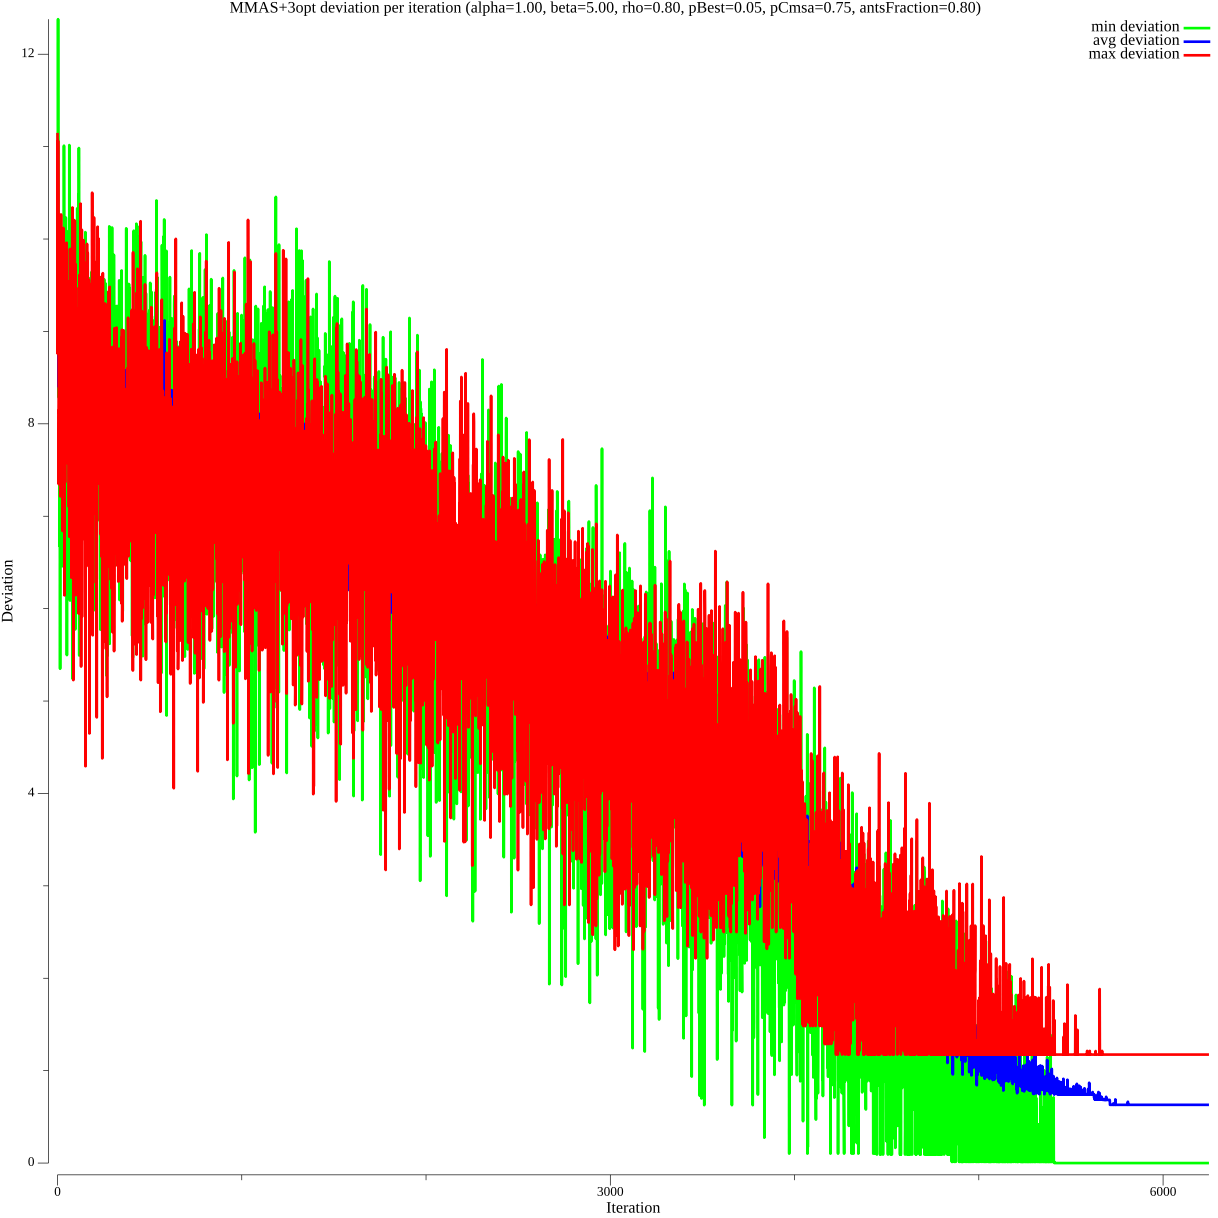 MMAS+3opt deviation per iteration (alpha=1.00, beta=5.00, rho=0.80, pBest=0.05, pCmsa=0.75, antsFraction=0.80)
min deviation
avg deviation
max deviation
12
8
4
0
Deviation
0
3000
6000
Iteration